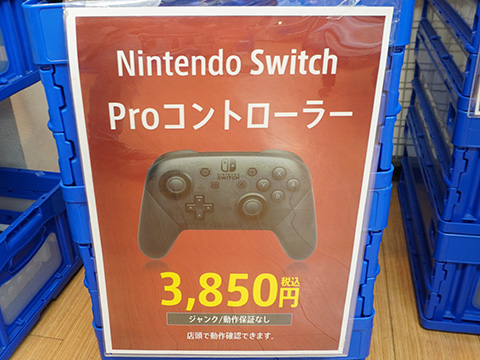 Nintendo Switch
Proコントローラー
SWITCH
3,850円税込
ジャンク/動作保証なし
店頭で動作確認できます。